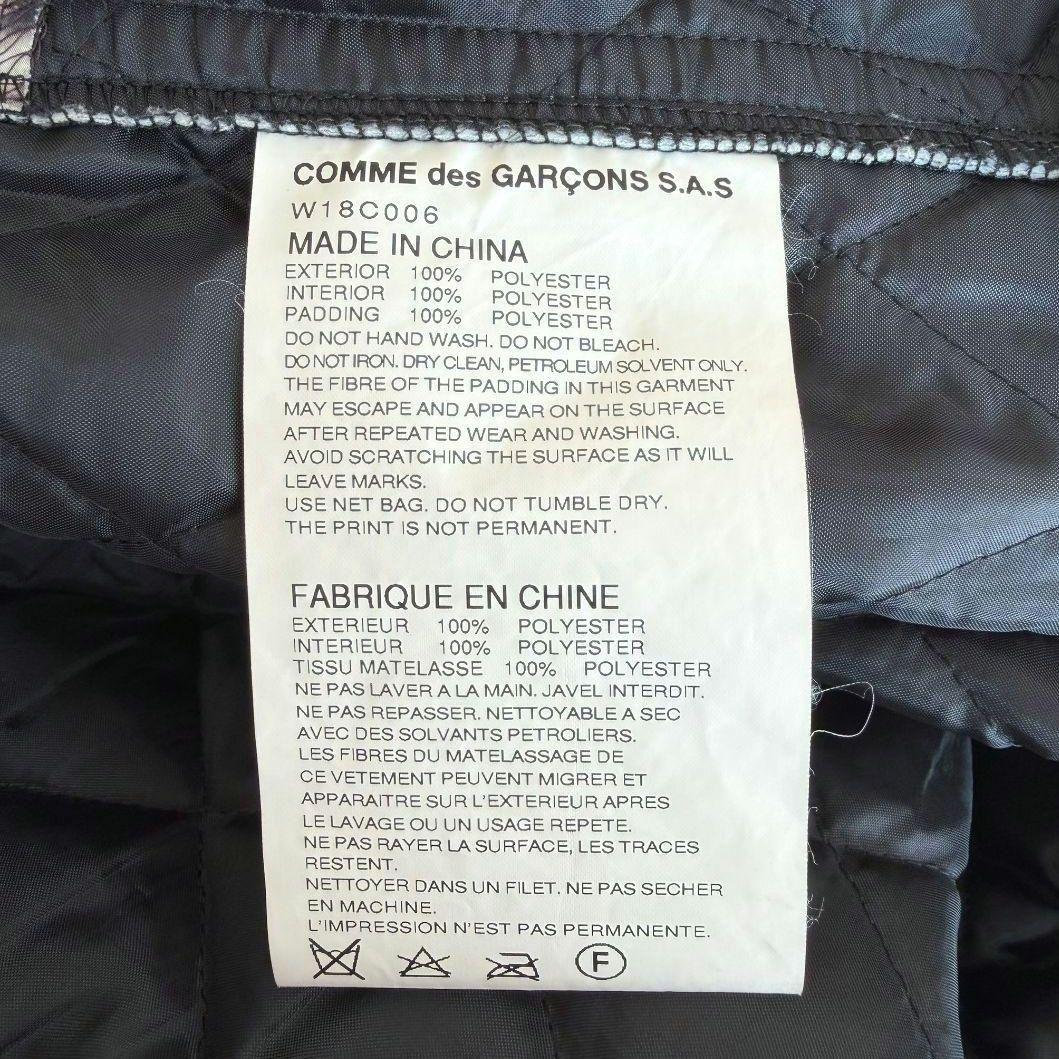 COMME des GARÇONS S.A.S
W18C006
MADE IN CHINA
EXTERIOR 100% POLYESTER
INTERIOR 100% POLYESTER
PADDING 100% POLYESTER
DO NOT HAND WASH. DO NOT BLEACH.
DO NOT IRON. DRY CLEAN, PETROLEUM SOLVENT ONLY.
THE FIBRE OF THE PADDING IN THIS GARMENT
MAY ESCAPE AND APPEAR ON THE SURFACE
AFTER REPEATED WEAR AND WASHING.
AVOID SCRATCHING THE SURFACE AS IT WILL
LEAVE MARKS.
USE NET BAG. DO NOT TUMBLE DRY.
THE PRINT IS NOT PERMANENT.
FABRIQUE EN CHINE
EXTERIEUR 100% POLYESTER
INTERIEUR 100% POLYESTER
TISSU MATELASSE 100% POLYESTER
NE PAS LAVER A LA MAIN. JAVEL INTERDIT.
NE PAS REPASSER. NETTOYABLE A SEC
AVEC DES SOLVANTS PETROLIERS.
LES FIBRES DU MATELASSAGE DE
CE VETEMENT PEUVENT MIGRER ET
APPARAITRE SUR L'EXTERIEUR APRES
LE LAVAGE OU UN USAGE REPETE.
NE PAS RAYER LA SURFACE, LES TRACES
RESTENT.
NETTOYER DANS UN FILET. NE PAS SECHER
EN MACHINE.
L'IMPRESSION N'EST PAS PERMANENTE.
F